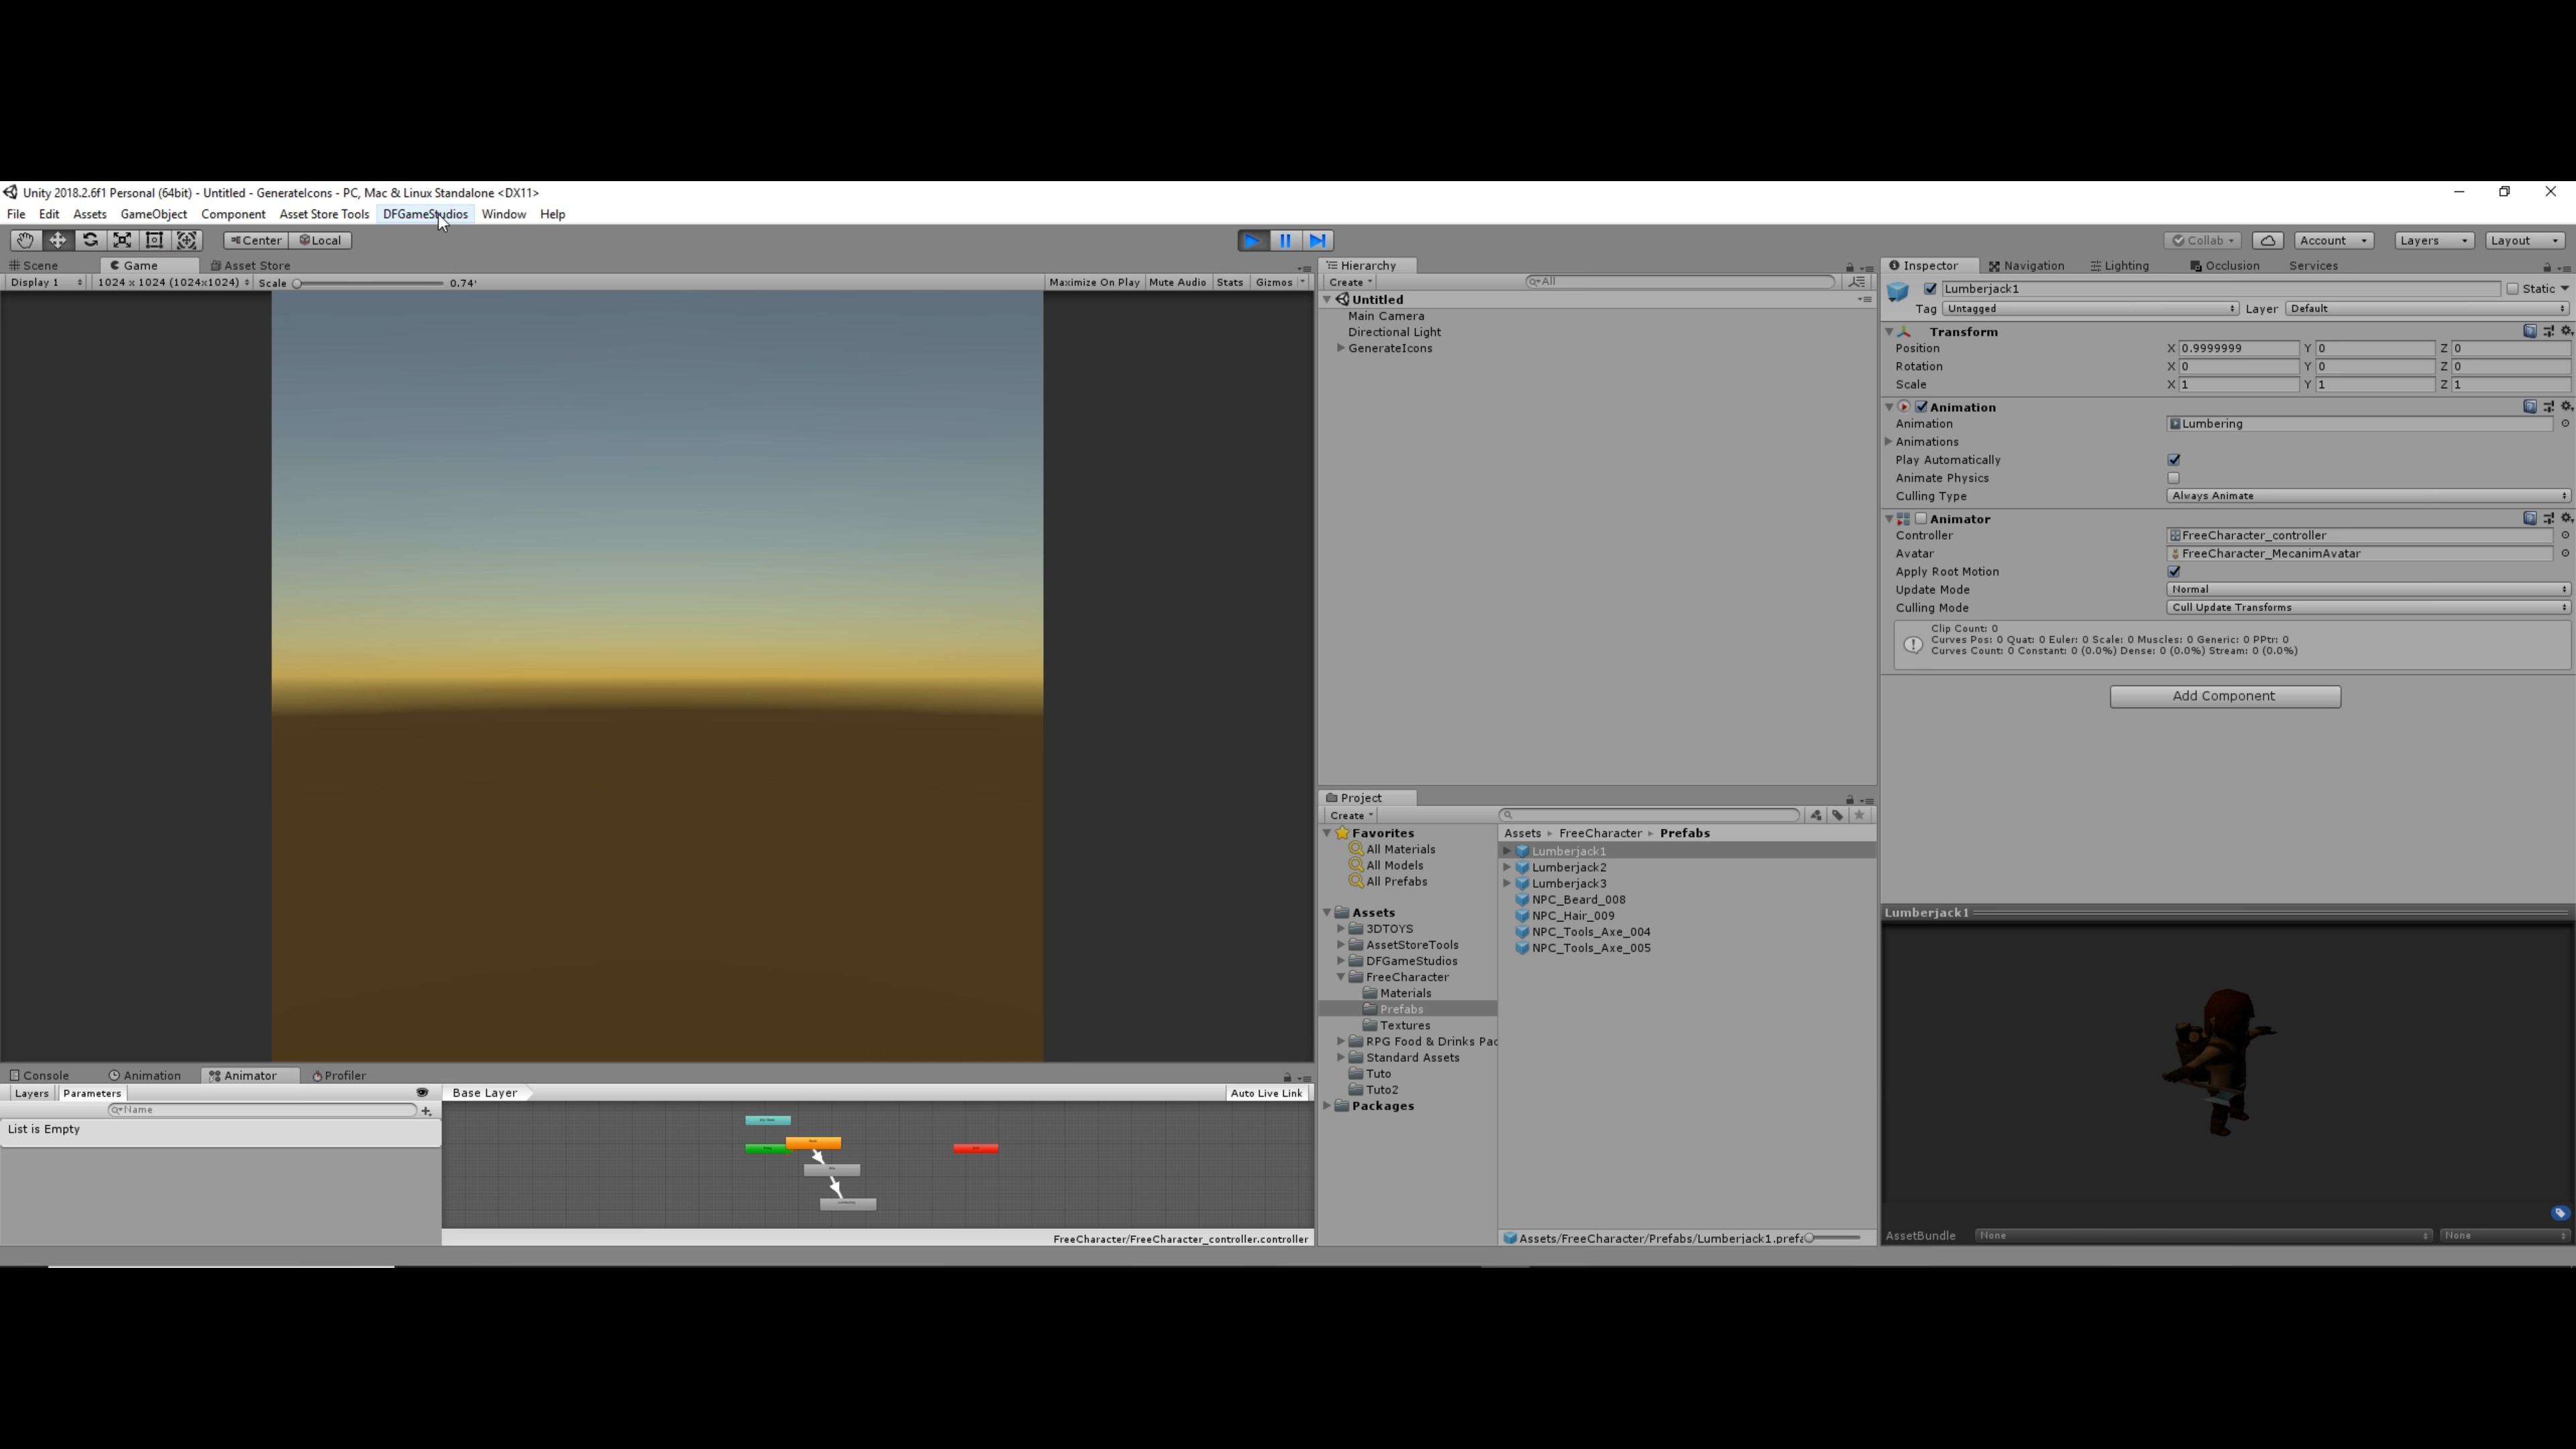 Unity 2018.2.6f1 Personal (64bit) - Untitled - GenerateIcons - PC, Mac & Linux Standalone <DX11>
File Edit Assets GameObject Component Asset Store Tools DFGameStudios Window Help
Center Local
Collab Account Layers Layout
Scene Game Asset Store
Display 1 1024 x 1024 (1024x1024) Scale 0.74
Maximize On Play Mute Audio Stats Gizmos
Hierarchy
Create All
Untitled
Main Camera
Directional Light
GenerateIcons
Inspector Navigation Lighting Occlusion Services
Lumberjack1 Static
Tag Untagged Layer Default
Transform
Position X 0.9999999 Y 0 Z 0
Rotation X 0 Y 0 Z 0
Scale X 1 Y 1 Z 1
Animation
Animation Lumbering
Animations
Play Automatically
Animate Physics
Culling Type Always Animate
Animator
Controller FreeCharacter_controller
Avatar FreeCharacter_MecanimAvatar
Apply Root Motion
Update Mode Normal
Culling Mode Cull Update Transforms
Clip Count: 0
Curves Pos: 0 Quat: 0 Euler: 0 Scale: 0 Muscles: 0 Generic: 0 PPtr: 0
Curves Count: 0 Constant: 0 (0.0%) Dense: 0 (0.0%) Stream: 0 (0.0%)
Add Component
Project
Create
Favorites
All Materials
All Models
All Prefabs
Assets
3DTOYS
AssetStoreTools
DFGameStudios
FreeCharacter
Materials
Prefabs
Textures
RPG Food & Drinks Pac
Standard Assets
Tuto
Tuto2
Packages
Assets FreeCharacter Prefabs
Lumberjack1
Lumberjack2
Lumberjack3
NPC_Beard_008
NPC_Hair_009
NPC_Tools_Axe_004
NPC_Tools_Axe_005
Assets/FreeCharacter/Prefabs/Lumberjack1.prefa
Lumberjack1
AssetBundle None None
Console Animation Animator Profiler
Layers Parameters Base Layer Auto Live Link
Name
List is Empty
FreeCharacter/FreeCharacter_controller.controller